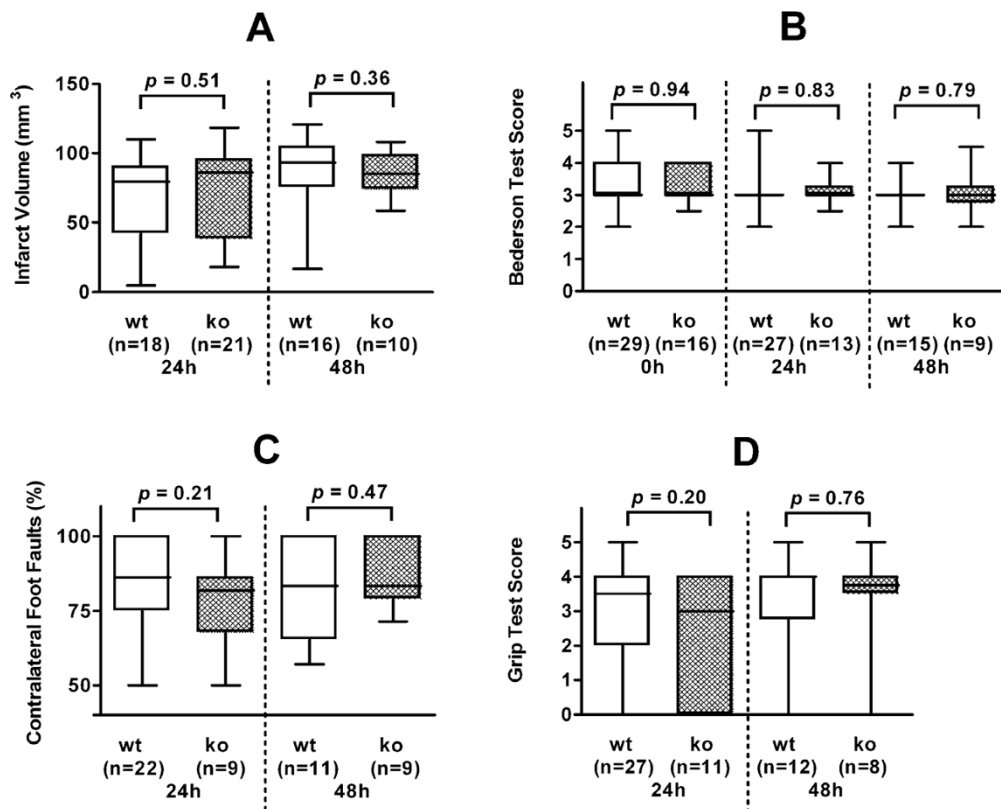 A
p = 0.51
p = 0.36
Infarct Volume (mm³)
150
100
50
0
wt
ko
wt
ko
(n=18)
(n=21)
(n=16)
(n=10)
24h
48h
B
p = 0.94
p = 0.83
p = 0.79
Bederson Test Score
5
4
3
2
1
0
wt
ko
wt
ko
wt
ko
(n=29)
(n=16)
(n=27)
(n=13)
(n=15)
(n=9)
0h
24h
48h
C
p = 0.21
p = 0.47
Contralateral Foot Faults (%)
100
75
50
wt
ko
wt
ko
(n=22)
(n=9)
(n=11)
(n=9)
24h
48h
D
p = 0.20
p = 0.76
Grip Test Score
5
4
3
2
1
0
wt
ko
wt
ko
(n=27)
(n=11)
(n=12)
(n=8)
24h
48h